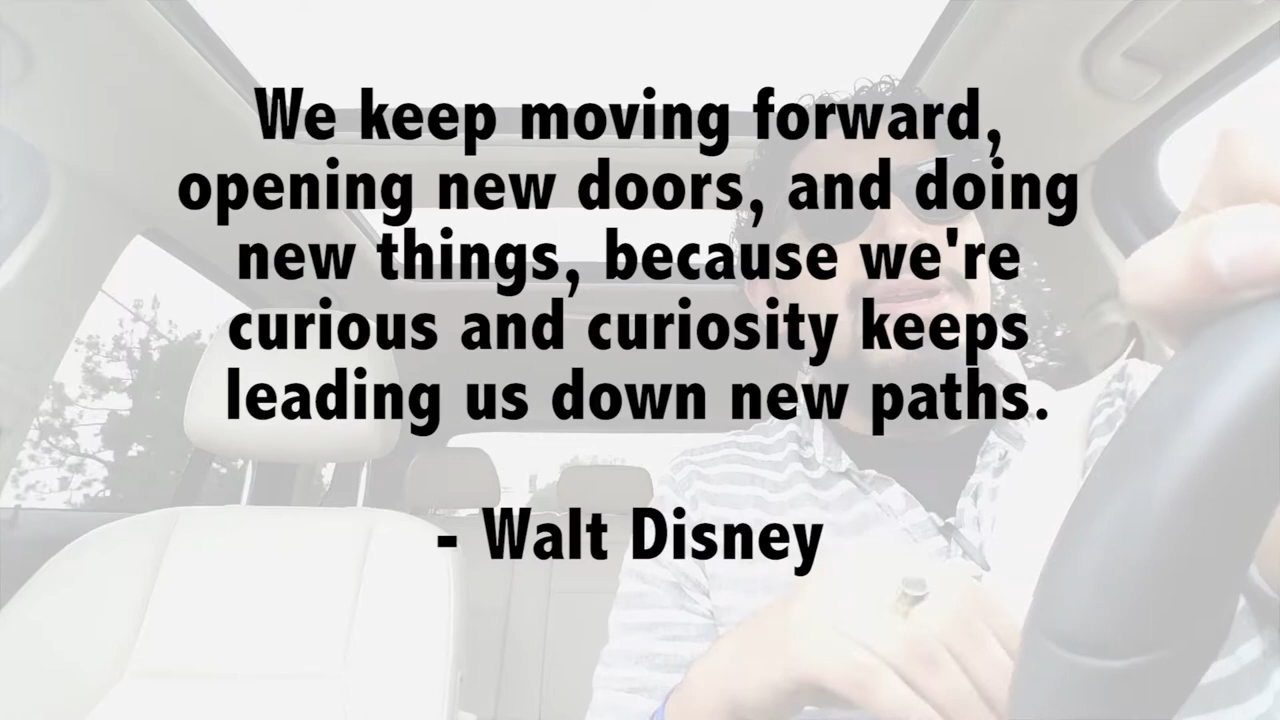 We keep moving forward,
opening new doors, and doing
new things, because we're
curious and curiosity keeps
leading us down new paths.
- Walt Disney